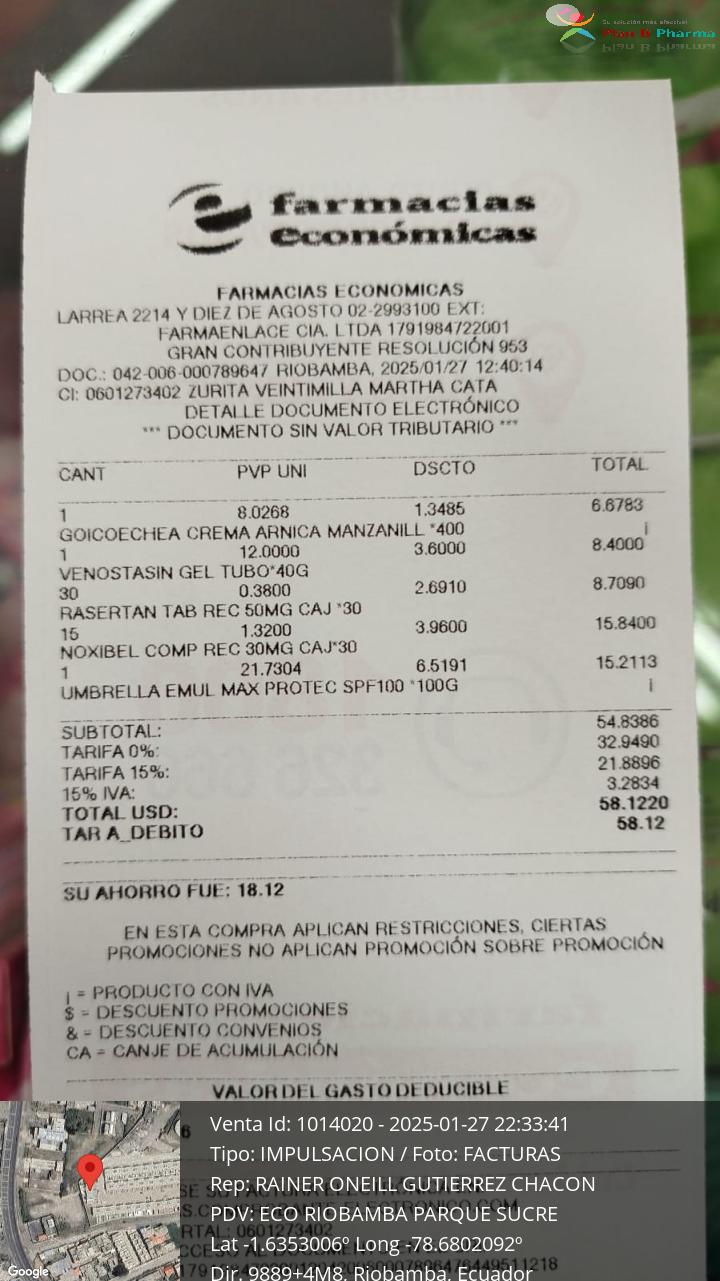 Su solución más efectiva!
Plan B Pharma
farmacias
económicas
FARMACIAS ECONOMICAS
LARREA 2214 Y DIEZ DE AGOSTO 02-2993100 EXT:
FARMAENLACE CIA. LTDA 1791984722001
GRAN CONTRIBUYENTE RESOLUCIÓN 953
DOC.: 042-006-000789647 RIOBAMBA, 2025/01/27 12:40:14
CI: 0601273402 ZURITA VEINTIMILLA MARTHA CATA
DETALLE DOCUMENTO ELECTRÓNICO
*** DOCUMENTO SIN VALOR TRIBUTARIO ***
CANT PVP UNI DSCTO TOTAL
1 8.0268 1.3485 6.6783
GOICOECHEA CREMA ARNICA MANZANILL *400 i
1 12.0000 3.6000 8.4000
VENOSTASIN GEL TUBO*40G
30 0.3800 2.6910 8.7090
RASERTAN TAB REC 50MG CAJ *30
15 1.3200 3.9600 15.8400
NOXIBEL COMP REC 30MG CAJ*30
1 21.7304 6.5191 15.2113
UMBRELLA EMUL MAX PROTEC SPF100 *100G i
SUBTOTAL: 54.8386
TARIFA 0%: 32.9490
TARIFA 15%: 21.8896
15% IVA: 3.2834
TOTAL USD: 58.1220
TAR A_DEBITO 58.12
SU AHORRO FUE: 18.12
EN ESTA COMPRA APLICAN RESTRICCIONES, CIERTAS
PROMOCIONES NO APLICAN PROMOCIÓN SOBRE PROMOCIÓN
i = PRODUCTO CON IVA
$ = DESCUENTO PROMOCIONES
& = DESCUENTO CONVENIOS
CA = CANJE DE ACUMULACIÓN
VALOR DEL GASTO DEDUCIBLE
Venta Id: 1014020 - 2025-01-27 22:33:41
Tipo: IMPULSACION / Foto: FACTURAS
Rep: RAINER ONEILL GUTIERREZ CHACON
PDV: ECO RIOBAMBA PARQUE SUCRE
Lat -1.6353006º Long -78.6802092º
Dir. 9889+4M8, Riobamba, Ecuador
Google